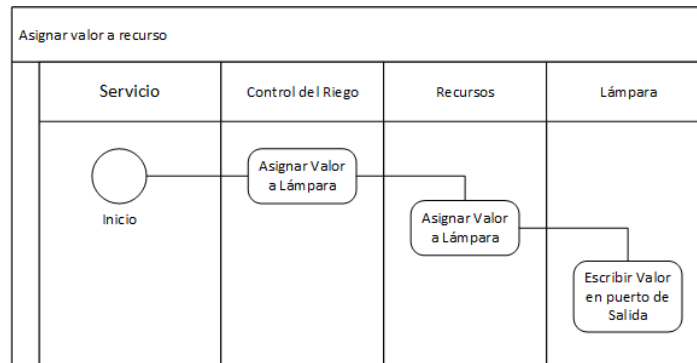 Asignar valor a recurso
Servicio
Control del Riego
Recursos
Lámpara
Inicio
Asignar Valor
a Lámpara
Asignar Valor
a Lámpara
Escribir Valor
en puerto de
Salida